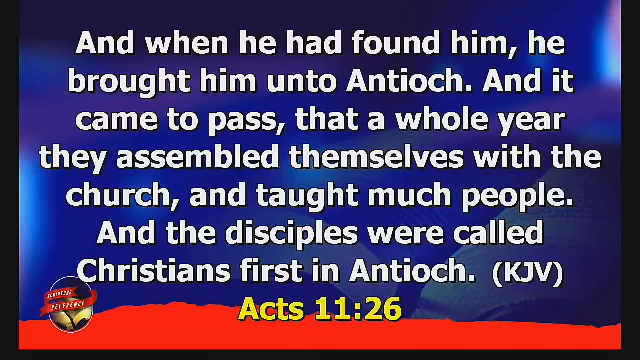 And when he had found him, he
brought him unto Antioch. And it
came to pass, that a whole year
they assembled themselves with the
church, and taught much people.
And the disciples were called
Christians first in Antioch. (KJV)
Acts 11:26
SCRIPTURE
REFERENCE